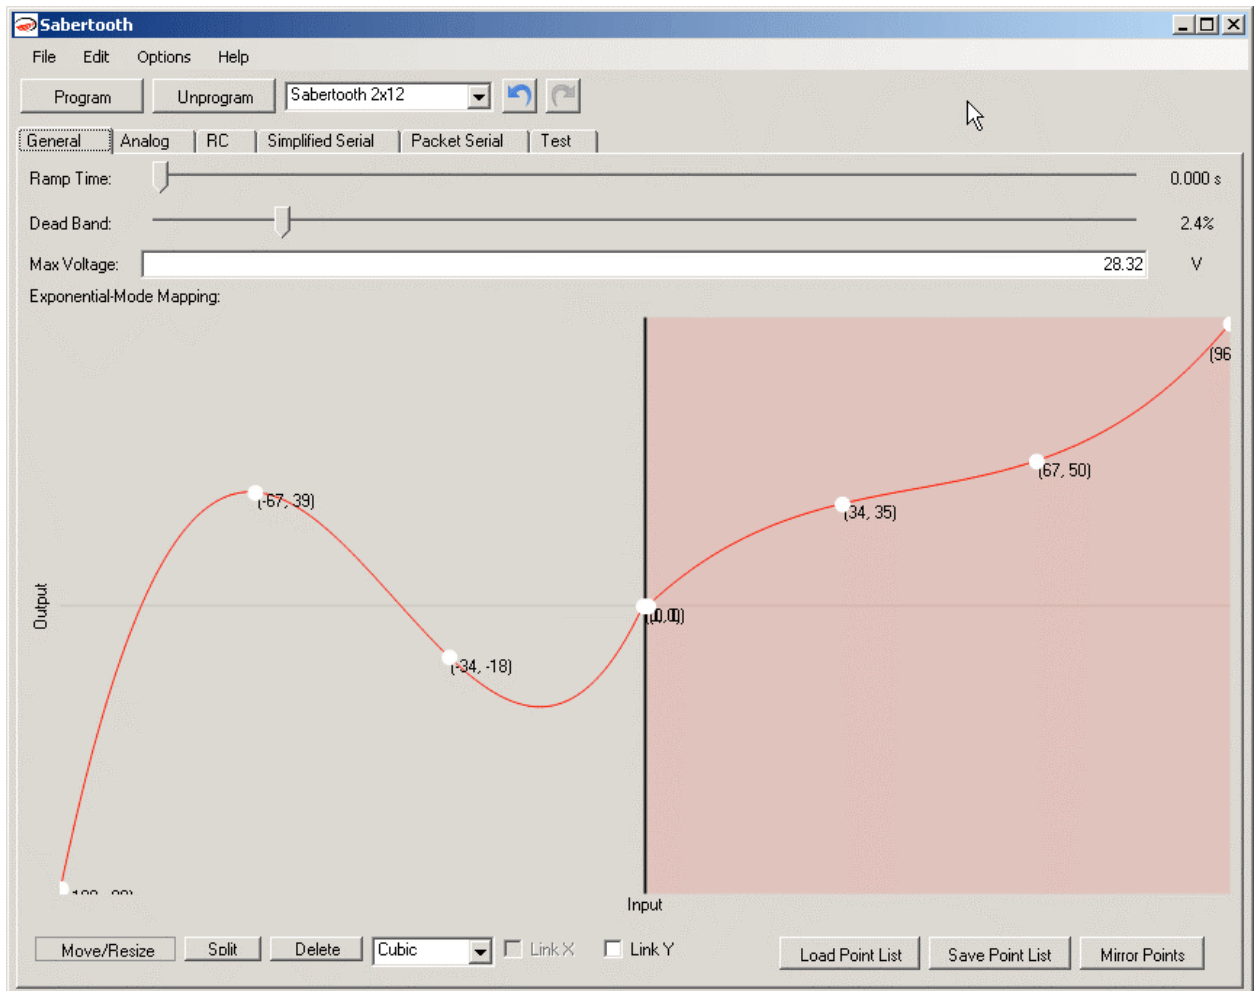 Sabertooth
File Edit Options Help
Program Unprogram Sabertooth 2x12
General Analog RC Simplified Serial Packet Serial Test
Ramp Time: 0.000 s
Dead Band: 2.4%
Max Voltage: 28.32 V
Exponential-Mode Mapping:
(96
(67, 50)
(-67, 39)
(34, 35)
Output
(-34, -18)
Input
Move/Resize Split Delete Cubic Link X Link Y Load Point List Save Point List Mirror Points